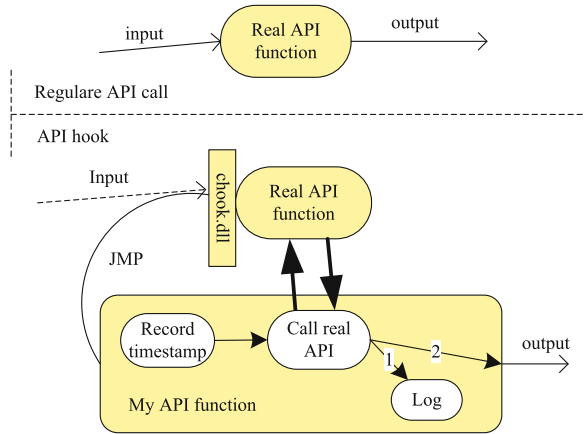 input
Real API
function
output
Regulare API call
API hook
Input
chook.dll
Real API
function
JMP
Record
timestamp
Call real
API
1
2
output
Log
My API function